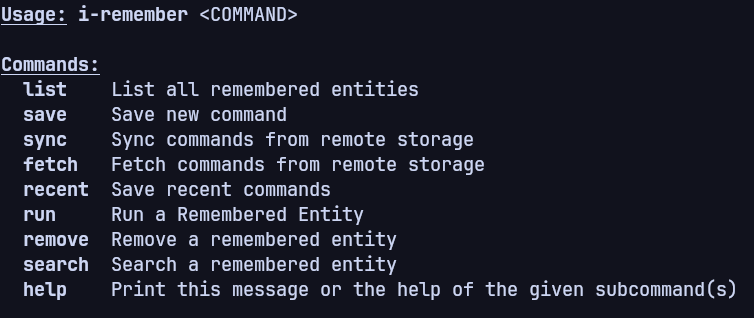 Usage: i-remember <COMMAND>
Commands:
list List all remembered entities
save Save new command
sync Sync commands from remote storage
fetch Fetch commands from remote storage
recent Save recent commands
run Run a Remembered Entity
remove Remove a remembered entity
search Search a remembered entity
help Print this message or the help of the given subcommand(s)